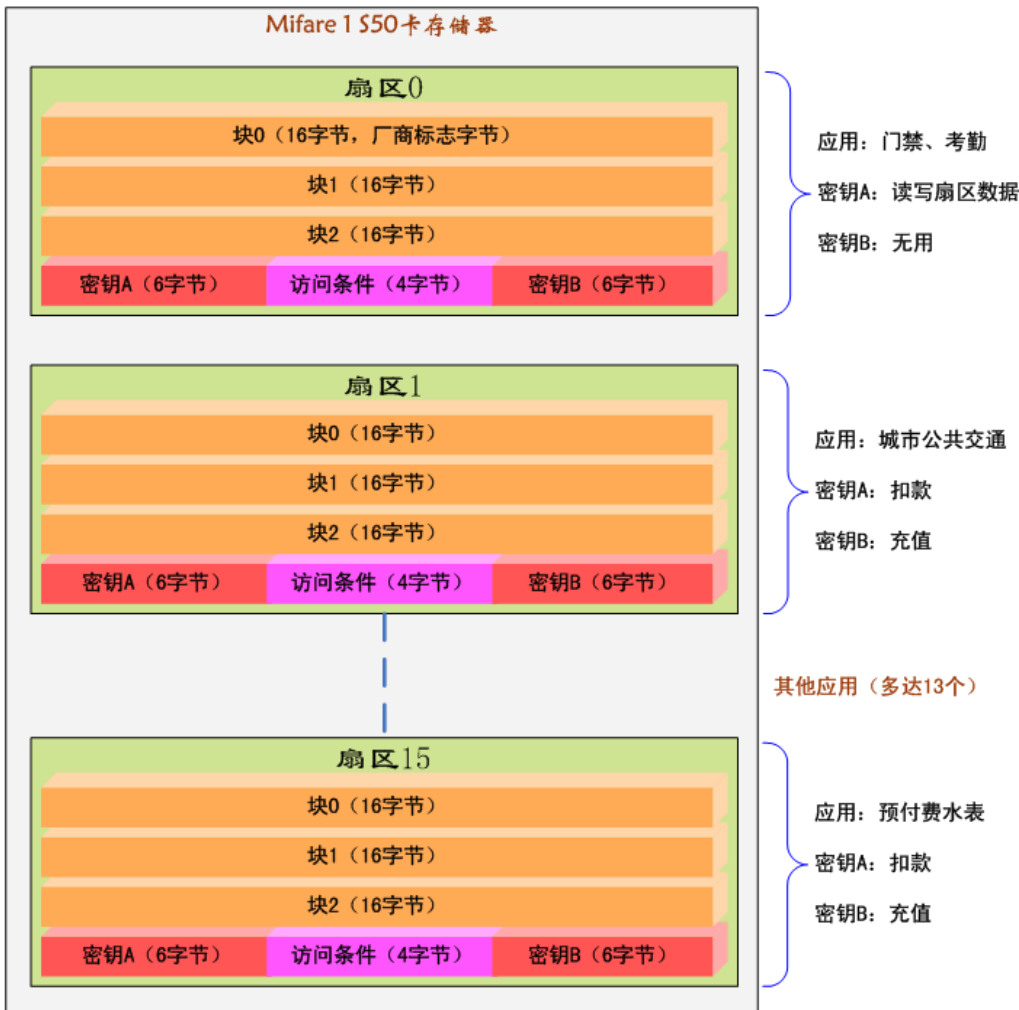 Mifare 1 S50卡存储器
扇区0
块0（16字节，厂商标志字节）
块1（16字节）
块2（16字节）
密钥A（6字节） 访问条件（4字节） 密钥B（6字节）
应用：门禁、考勤
密钥A：读写扇区数据
密钥B：无用
扇区1
块0（16字节）
块1（16字节）
块2（16字节）
密钥A（6字节） 访问条件（4字节） 密钥B（6字节）
应用：城市公共交通
密钥A：扣款
密钥B：充值
其他应用（多达13个）
扇区15
块0（16字节）
块1（16字节）
块2（16字节）
密钥A（6字节） 访问条件（4字节） 密钥B（6字节）
应用：预付费水表
密钥A：扣款
密钥B：充值